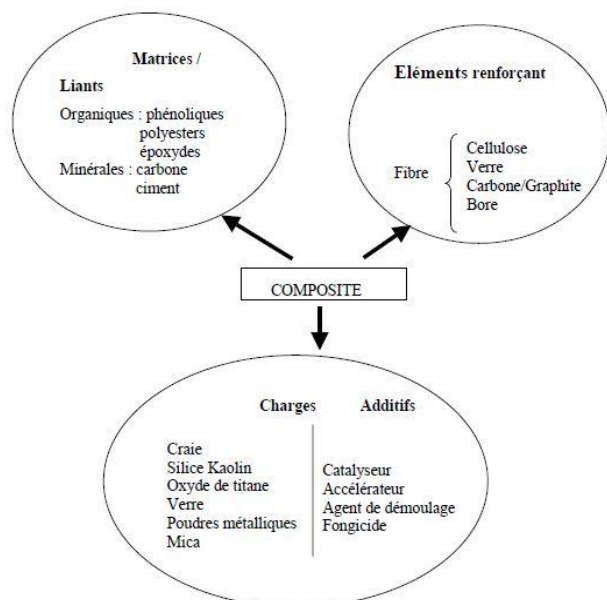 Matrices /
Liants
Organiques : phénoliques
polyesters
époxydes
Minérales : carbone
ciment
Eléments renforçant
Fibre
Cellulose
Verre
Carbone/Graphite
Bore
COMPOSITE
Charges
Craie
Silice Kaolin
Oxyde de titane
Verre
Poudres métalliques
Mica
Additifs
Catalyseur
Accélérateur
Agent de démoulage
Fongicide